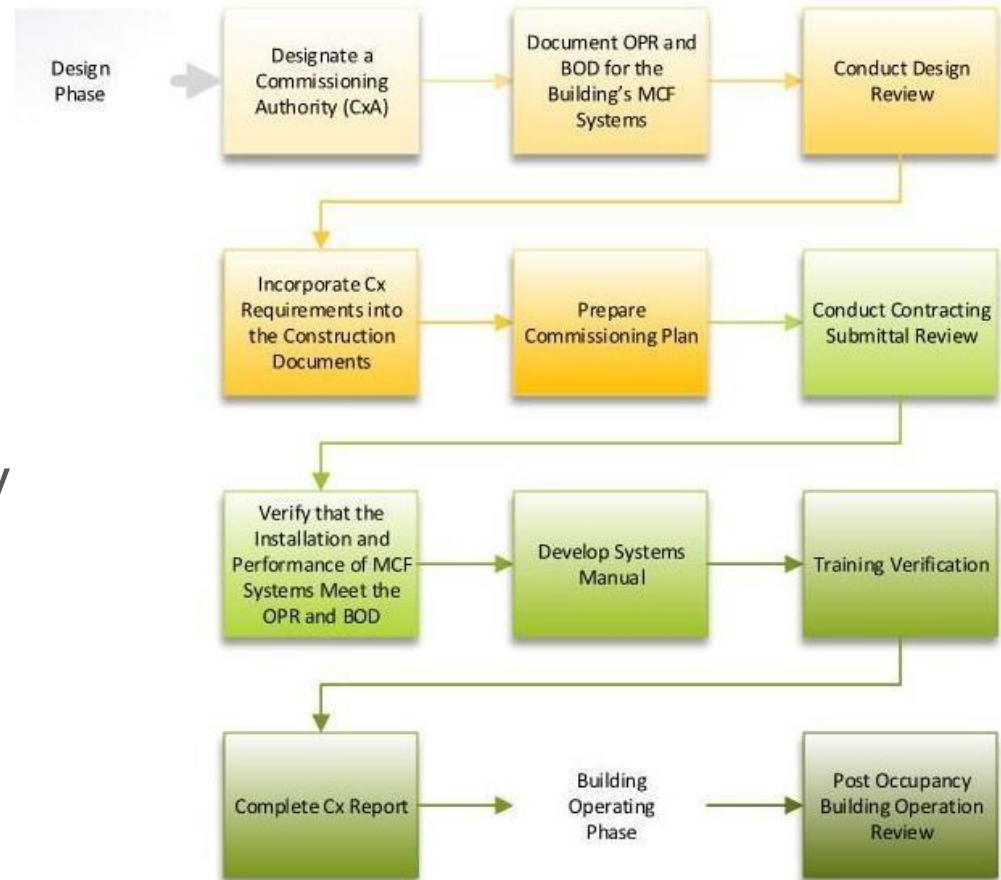 Design
Phase
Designate a
Commissioning
Authority (CxA)
Document OPR and
BOD for the
Building's MCF
Systems
Conduct Design
Review
Incorporate Cx
Requirements into
the Construction
Documents
Prepare
Commissioning Plan
Conduct Contracting
Submittal Review
y
Verify that the
Installation and
Performance of MCF
Systems Meet the
OPR and BOD
Develop Systems
Manual
Training Verification
Complete Cx Report
Building
Operating
Phase
Post Occupancy
Building Operation
Review